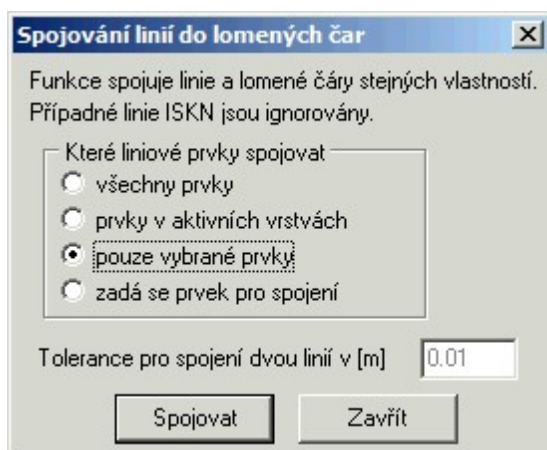 Spojování linií do lomených čar
Funkce spojuje linie a lomené čáry stejných vlastností.
Případné linie ISKN jsou ignorovány.
Které liniové prvky spojovat
všechny prvky
prvky v aktivních vrstvách
pouze vybrané prvky
zadá se prvek pro spojení
Tolerance pro spojení dvou linií v [m] 0.01
Spojovat Zavřít